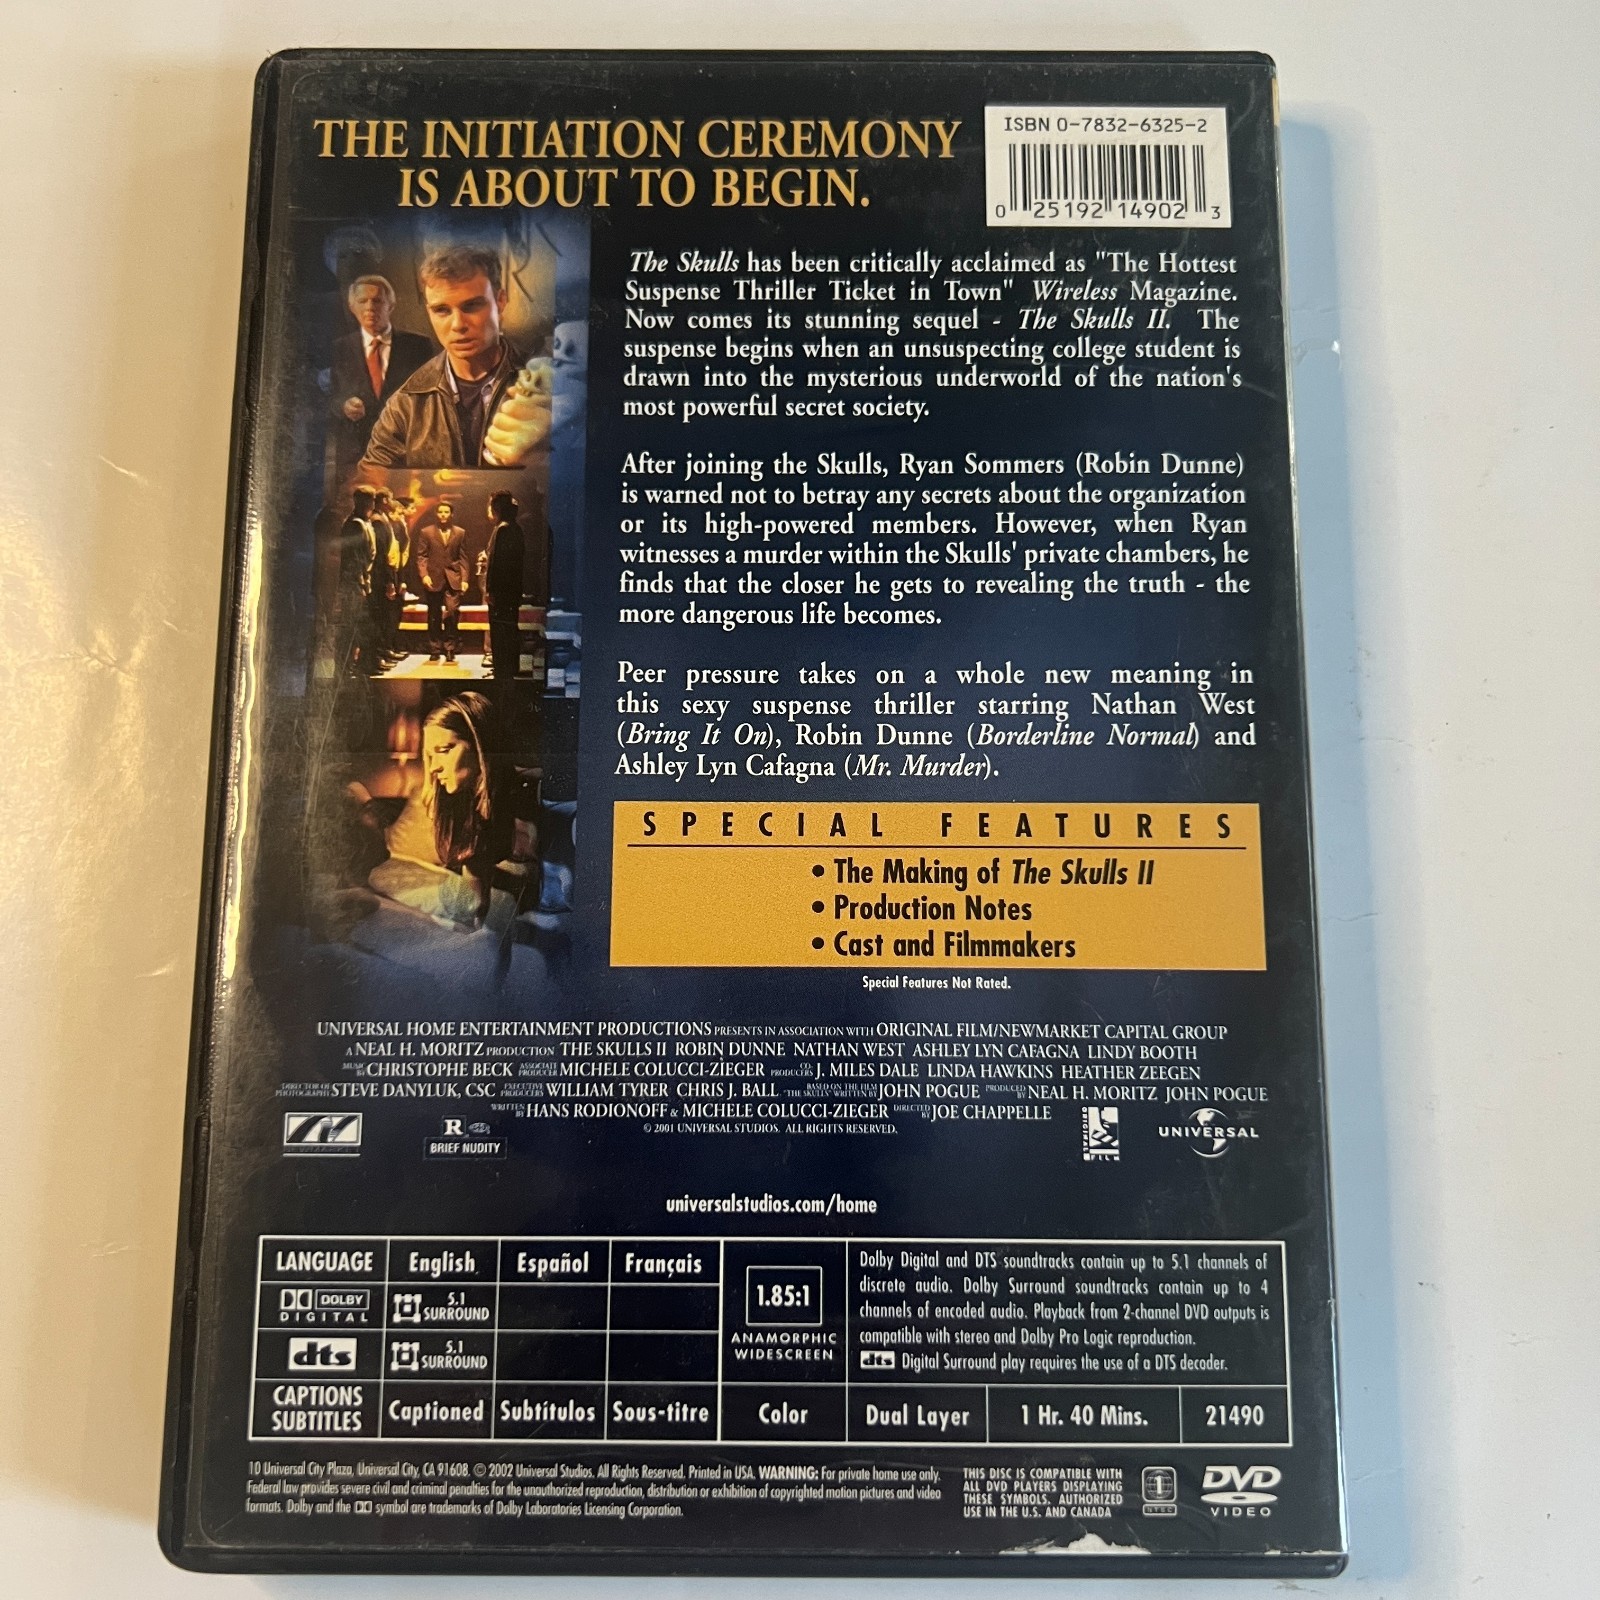 THE INITIATION CEREMONY
IS ABOUT TO BEGIN.
ISBN 0-7832-6325-2
0 25192 14902 3
The Skulls has been critically acclaimed as "The Hottest
Suspense Thriller Ticket in Town" Wireless Magazine.
Now comes its stunning sequel - The Skulls II. The
suspense begins when an unsuspecting college student is
drawn into the mysterious underworld of the nation's
most powerful secret society.
After joining the Skulls, Ryan Sommers (Robin Dunne)
is warned not to betray any secrets about the organization
or its high-powered members. However, when Ryan
witnesses a murder within the Skulls' private chambers, he
finds that the closer he gets to revealing the truth - the
more dangerous life becomes.
Peer pressure takes on a whole new meaning in
this sexy suspense thriller starring Nathan West
(Bring It On), Robin Dunne (Borderline Normal) and
Ashley Lyn Cafagna (Mr. Murder).
SPECIAL FEATURES
• The Making of The Skulls II
• Production Notes
• Cast and Filmmakers
Special Features Not Rated.
UNIVERSAL HOME ENTERTAINMENT PRODUCTIONS PRESENTS IN ASSOCIATION WITH ORIGINAL FILM/NEWMARKET CAPITAL GROUP
A NEAL H. MORITZ PRODUCTION THE SKULLS II ROBIN DUNNE NATHAN WEST ASHLEY LYN CAFAGNA LINDY BOOTH
MUSIC BY CHRISTOPHE BECK ASSOCIATE PRODUCER MICHELE COLUCCI-ZIEGER CO-PRODUCERS J. MILES DALE LINDA HAWKINS HEATHER ZEEGEN
DIRECTOR OF PHOTOGRAPHY STEVE DANYLUK, CSC EXECUTIVE PRODUCERS WILLIAM TYRER CHRIS J. BALL BASED ON THE FILM "THE SKULLS" WRITTEN BY JOHN POGUE PRODUCED BY NEAL H. MORITZ JOHN POGUE
WRITTEN BY HANS RODIONOFF & MICHELE COLUCCI-ZIEGER DIRECTED BY JOE CHAPPELLE
© 2001 UNIVERSAL STUDIOS. ALL RIGHTS RESERVED.
R
BRIEF NUDITY
ORIGINAL FILM
UNIVERSAL
universalstudios.com/home
LANGUAGE English Español Français
DOLBY DIGITAL 5.1 SURROUND
dts 5.1 SURROUND
CAPTIONS SUBTITLES Captioned Subtítulos Sous-titre
1.85:1
ANAMORPHIC
WIDESCREEN
Color
Dolby Digital and DTS soundtracks contain up to 5.1 channels of
discrete audio. Dolby Surround soundtracks contain up to 4
channels of encoded audio. Playback from 2-channel DVD outputs is
compatible with stereo and Dolby Pro Logic reproduction.
dts Digital Surround play requires the use of a DTS decoder.
Dual Layer 1 Hr. 40 Mins. 21490
10 Universal City Plaza, Universal City, CA 91608. © 2002 Universal Studios. All Rights Reserved. Printed in USA. WARNING: For private home use only.
Federal law provides severe civil and criminal penalties for the unauthorized reproduction, distribution or exhibition of copyrighted motion pictures and video
formats. Dolby and the DD symbol are trademarks of Dolby Laboratories Licensing Corporation.
THIS DISC IS COMPATIBLE WITH
ALL DVD PLAYERS DISPLAYING
THESE SYMBOLS. AUTHORIZED
USE IN THE U.S. AND CANADA
1
NTSC
DVD
VIDEO